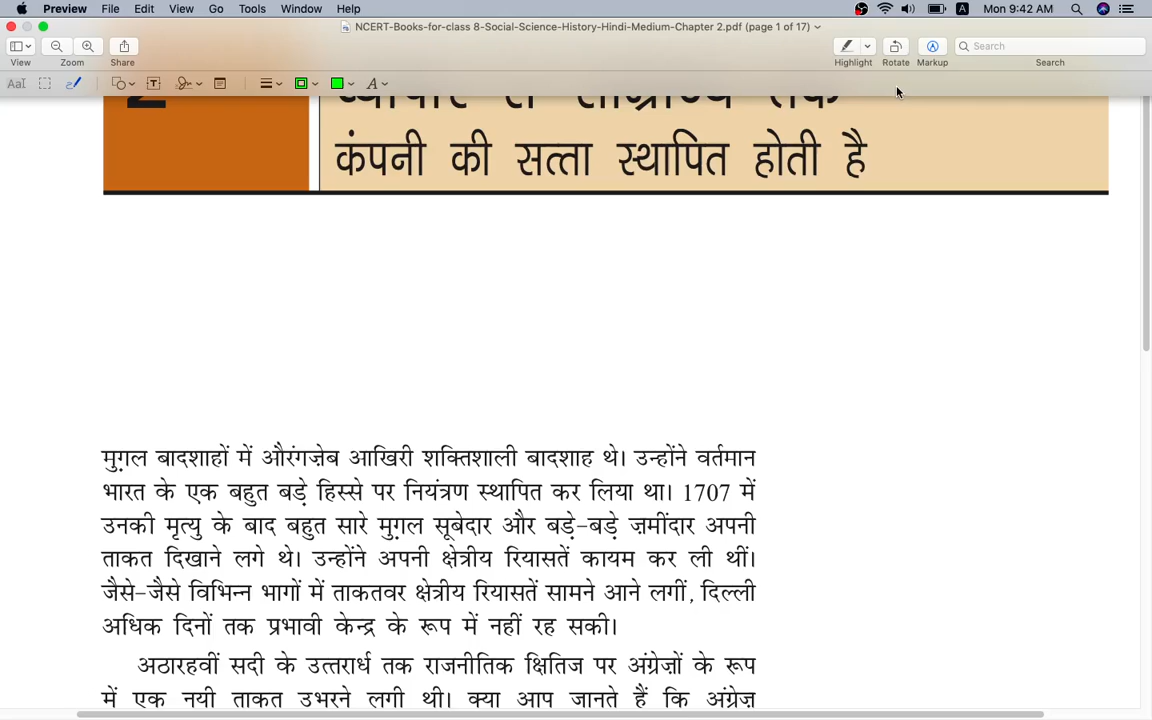 Preview File Edit View Go Tools Window Help A Mon 9:42 AM
NCERT-Books-for-class 8-Social-Science-History-Hindi-Medium-Chapter 2.pdf (page 1 of 17)
Search
View Zoom Share Highlight Rotate Markup Search
AaI T A
2 व्यापार से साम्राज्य तक
कंपनी की सत्ता स्थापित होती है
मुग़ल बादशाहों में औरंगज़ेब आखिरी शक्तिशाली बादशाह थे। उन्होंने वर्तमान
भारत के एक बहुत बड़े हिस्से पर नियंत्रण स्थापित कर लिया था। 1707 में
उनकी मृत्यु के बाद बहुत सारे मुग़ल सूबेदार और बड़े-बड़े ज़मींदार अपनी
ताकत दिखाने लगे थे। उन्होंने अपनी क्षेत्रीय रियासतें कायम कर ली थीं।
जैसे-जैसे विभिन्न भागों में ताकतवर क्षेत्रीय रियासतें सामने आने लगीं, दिल्ली
अधिक दिनों तक प्रभावी केन्द्र के रूप में नहीं रह सकी।
अठारहवीं सदी के उत्तरार्ध तक राजनीतिक क्षितिज पर अंग्रेज़ों के रूप
में एक नयी ताकत उभरने लगी थी। क्या आप जानते हैं कि अंग्रेज़